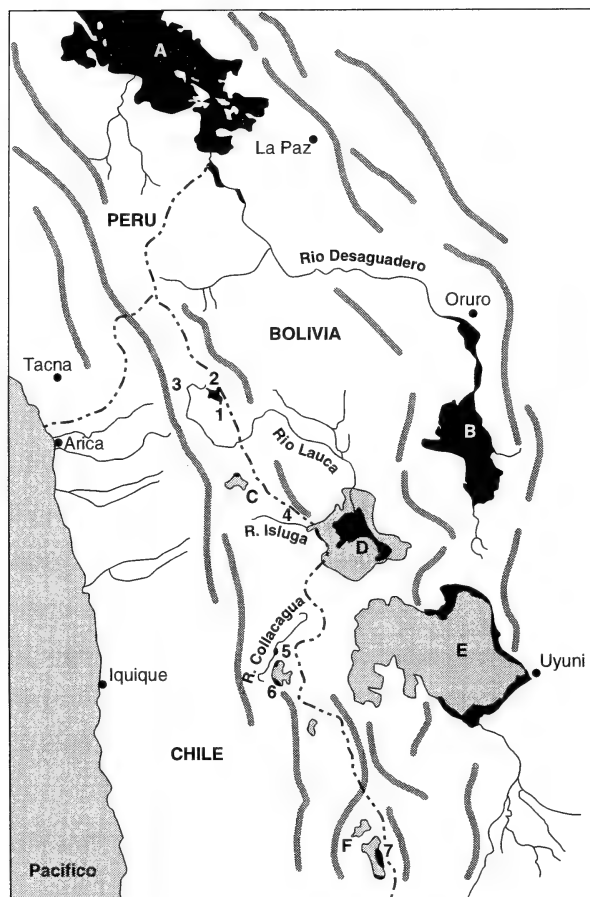 A
La Paz
PERU
Rio Desaguadero
Oruro
BOLIVIA
Tacna
3
2
1
Arica
B
Rio Lauca
C
4
R. Isluga
D
R. Collacagua
E
5
Uyuni
Iquique
6
CHILE
F
7
Pacifico